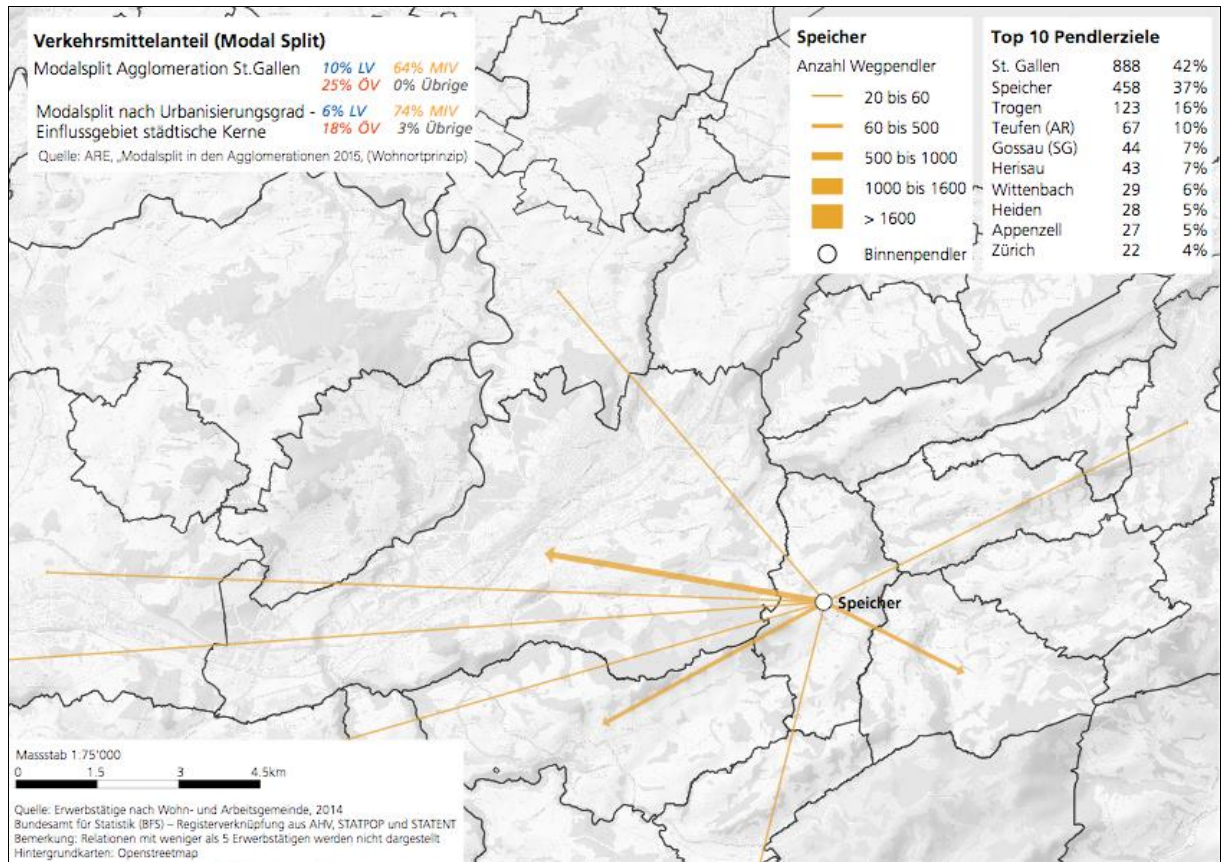 Verkehrsmittelanteil (Modal Split)
Modalsplit Agglomeration St.Gallen 10% LV 64% MIV
25% ÖV 0% Übrige
Modalsplit nach Urbanisierungsgrad - 6% LV 74% MIV
Einflussgebiet städtische Kerne 18% ÖV 3% Übrige
Quelle: ARE, „Modalsplit in den Agglomerationen 2015, (Wohnortprinzip)
Speicher
Anzahl Wegpendler
20 bis 60
60 bis 500
500 bis 1000
1000 bis 1600
> 1600
Binnenpendler
Top 10 Pendlerziele
St. Gallen 888 42%
Speicher 458 37%
Trogen 123 16%
Teufen (AR) 67 10%
Gossau (SG) 44 7%
Herisau 43 7%
Wittenbach 29 6%
Heiden 28 5%
Appenzell 27 5%
Zürich 22 4%
Speicher
Massstab 1:75'000
0 1.5 3 4.5km
Quelle: Erwerbstätige nach Wohn- und Arbeitsgemeinde, 2014
Bundesamt für Statistik (BFS) – Registerverknüpfung aus AHV, STATPOP und STATENT
Bemerkung: Relationen mit weniger als 5 Erwerbstätigen werden nicht dargestellt
Hintergrundkarten: Openstreetmap